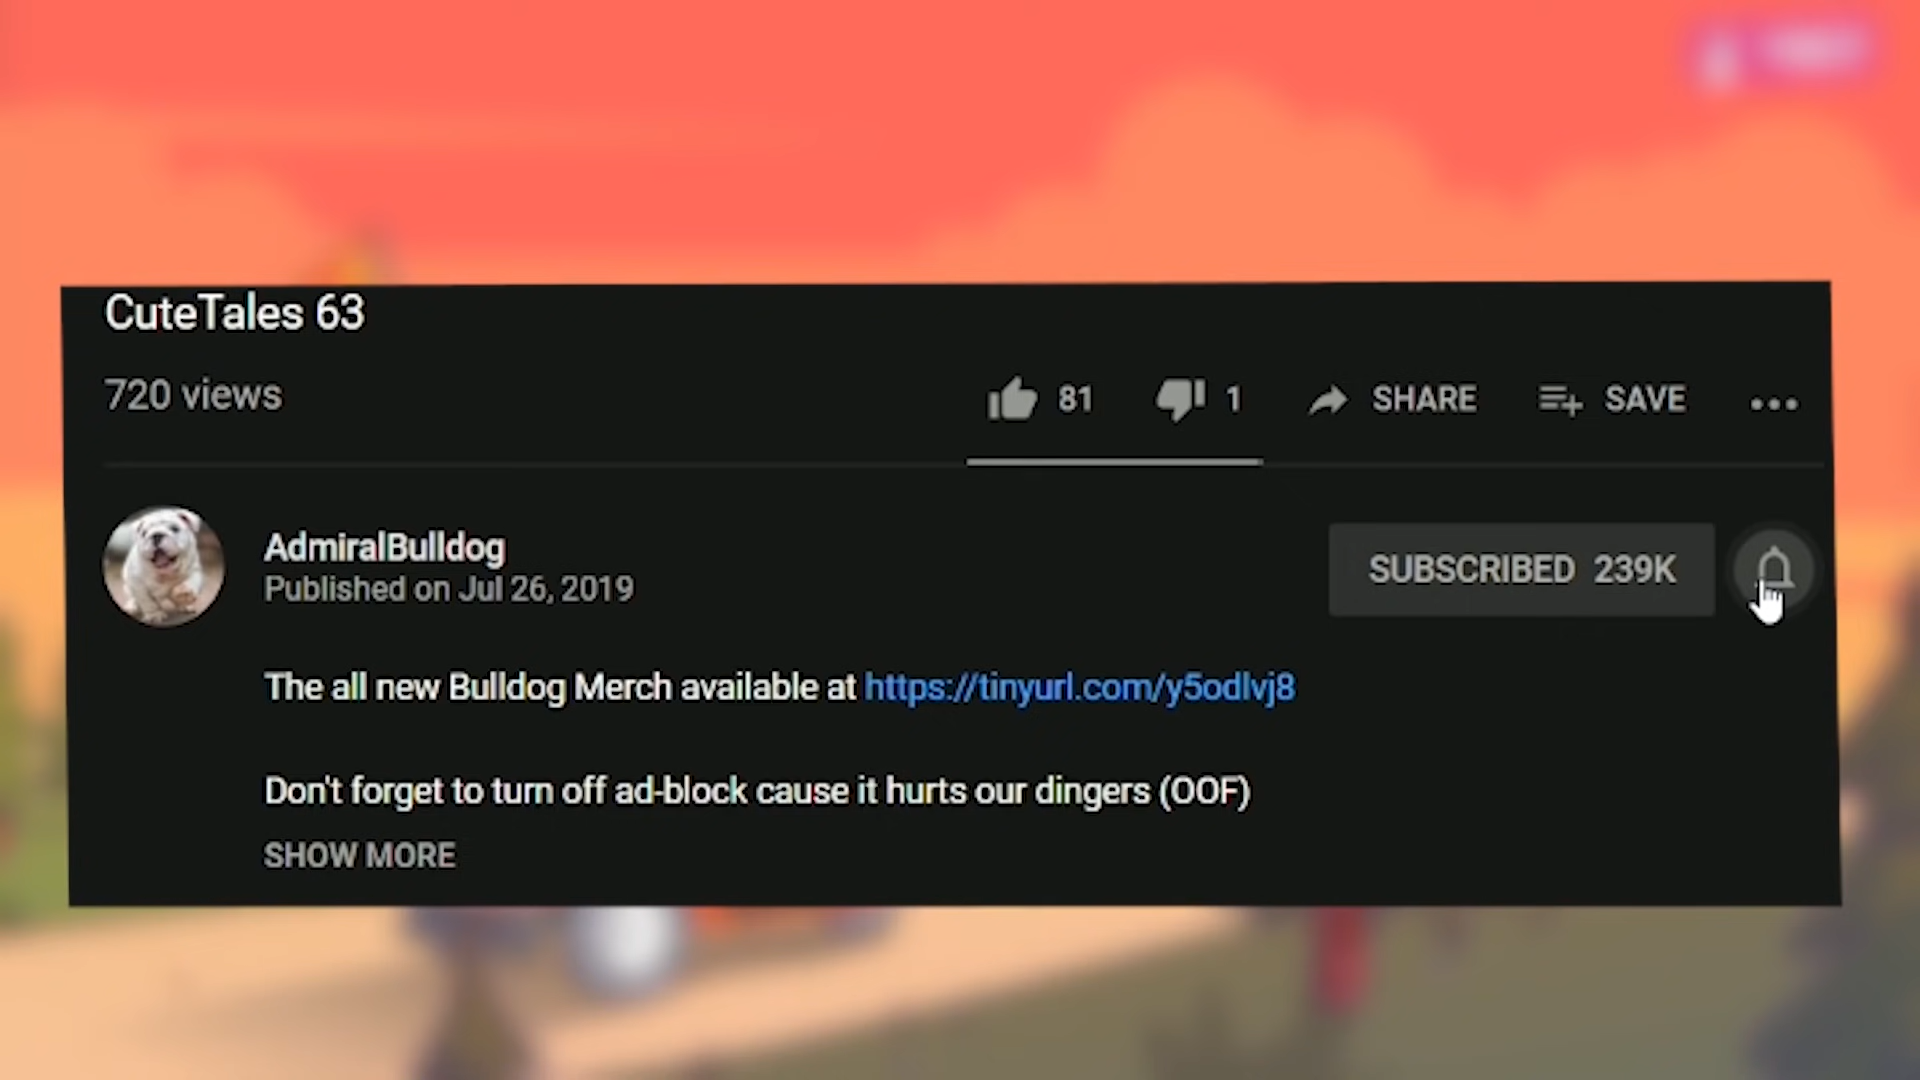 CuteTales 63
720 views
81 1 SHARE SAVE
AdmiralBulldog
Published on Jul 26, 2019
SUBSCRIBED 239K
The all new Bulldog Merch available at https://tinyurl.com/y5odlvj8
Don't forget to turn off ad-block cause it hurts our dingers (OOF)
SHOW MORE